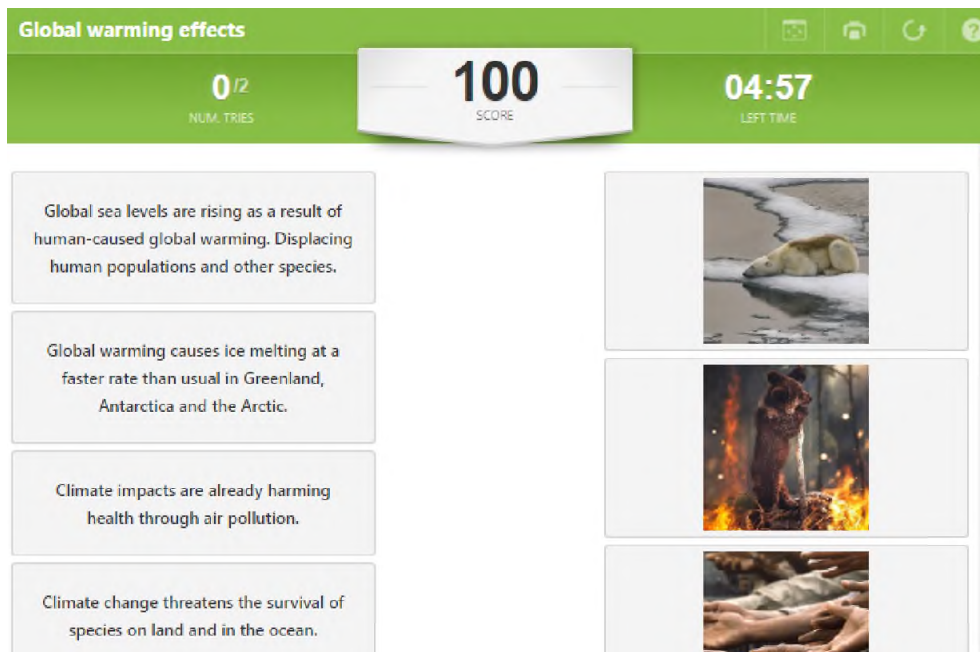 Global warming effects
?
0/2
NUM. TRIES
100
SCORE
04:57
LEFT TIME
Global sea levels are rising as a result of
human-caused global warming. Displacing
human populations and other species.
Global warming causes ice melting at a
faster rate than usual in Greenland,
Antarctica and the Arctic.
Climate impacts are already harming
health through air pollution.
Climate change threatens the survival of
species on land and in the ocean.